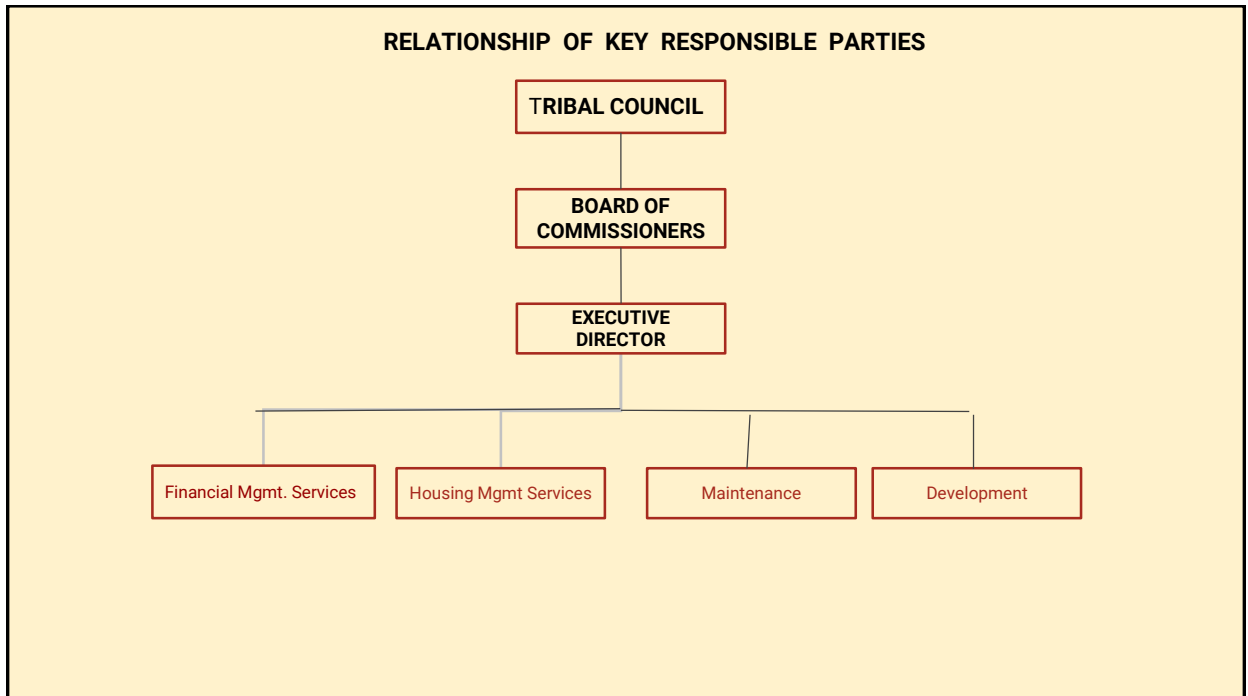 RELATIONSHIP OF KEY RESPONSIBLE PARTIES
TRIBAL COUNCIL
BOARD OF
COMMISSIONERS
EXECUTIVE
DIRECTOR
Financial Mgmt. Services
Housing Mgmt Services
Maintenance
Development